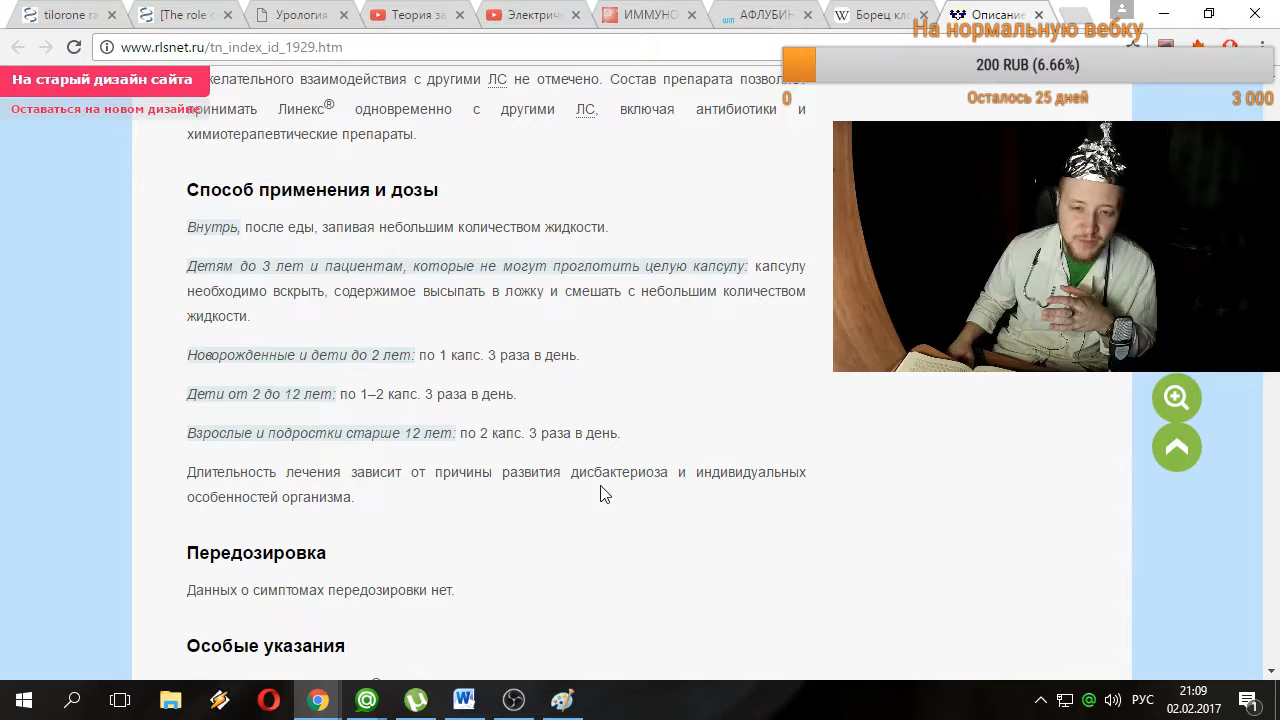 tilorone ra
[The role c
Урология
Теория за
Электрич
ИММУНО
АФЛУБИН
Борец кло
Описание
На нормальную вебку
www.rlsnet.ru/tn_index_id_1929.htm
200 RUB (6.66%)
0
Осталось 25 дней
3 000
На старый дизайн сайта
Оставаться на новом дизайне
желательного взаимодействия с другими ЛС не отмечено. Состав препарата позволяет
принимать Линекс® одновременно с другими ЛС, включая антибиотики и
химиотерапевтические препараты.
Способ применения и дозы
Внутрь, после еды, запивая небольшим количеством жидкости.
Детям до 3 лет и пациентам, которые не могут проглотить целую капсулу: капсулу
необходимо вскрыть, содержимое высыпать в ложку и смешать с небольшим количеством
жидкости.
Новорожденные и дети до 2 лет: по 1 капс. 3 раза в день.
Дети от 2 до 12 лет: по 1–2 капс. 3 раза в день.
Взрослые и подростки старше 12 лет: по 2 капс. 3 раза в день.
Длительность лечения зависит от причины развития дисбактериоза и индивидуальных
особенностей организма.
Передозировка
Данных о симптомах передозировки нет.
Особые указания
РУС
21:09
02.02.2017
1